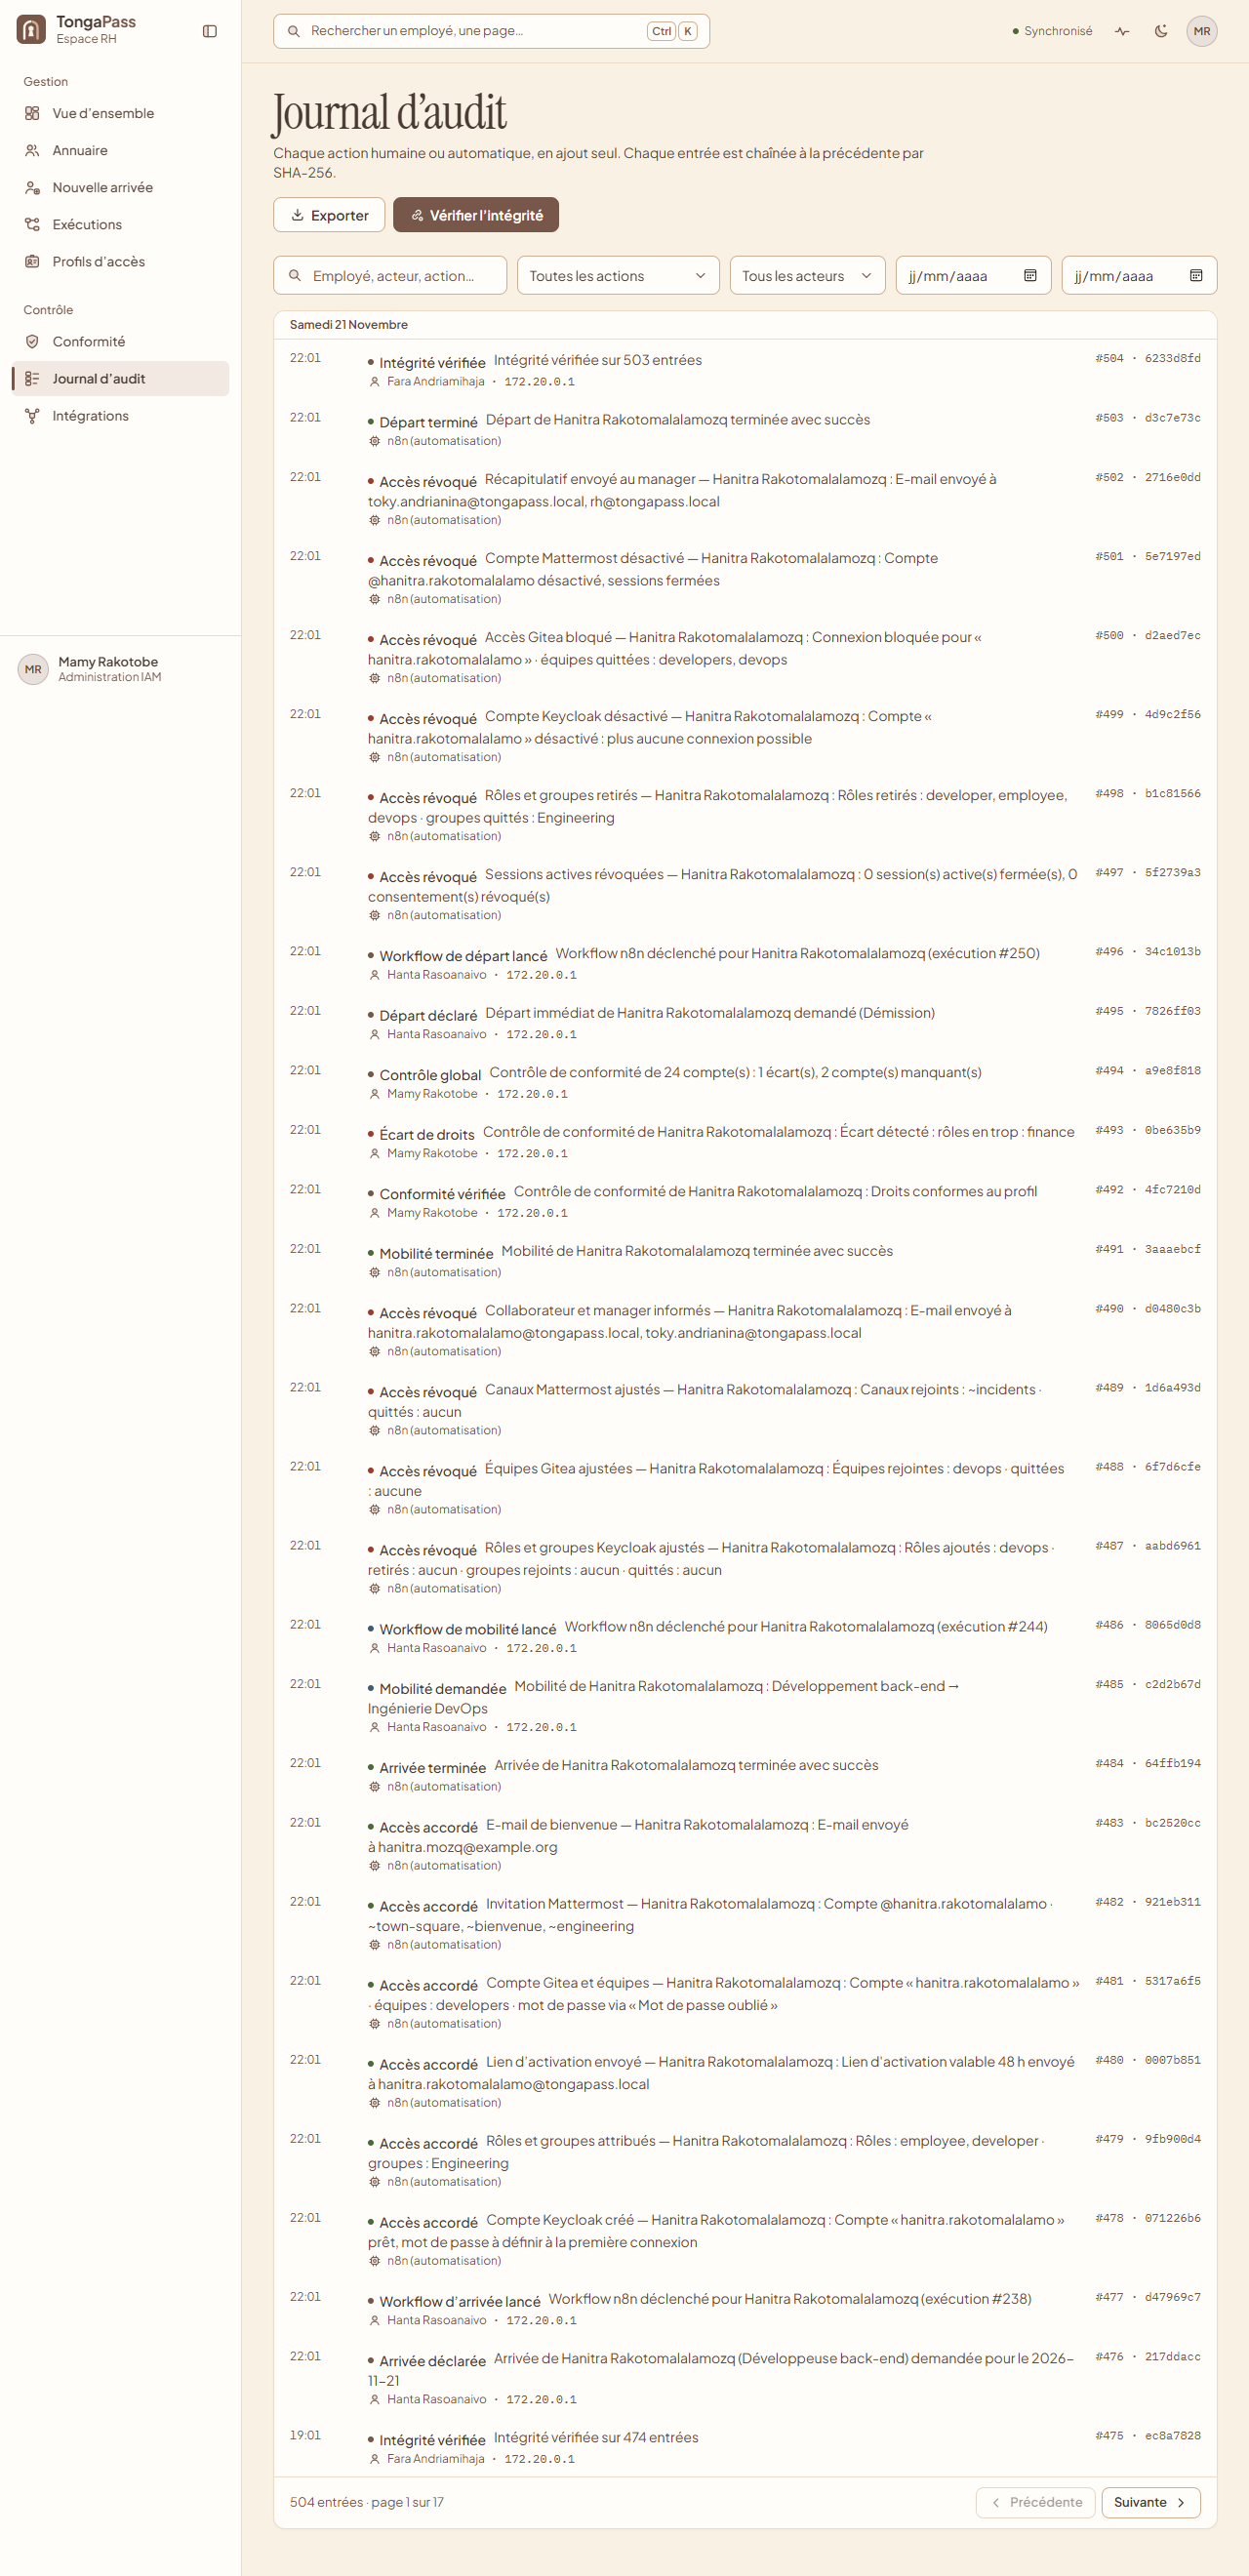 TongaPass
Espace RH
Gestion
Vue d'ensemble
Annuaire
Nouvelle arrivée
Exécutions
Profils d'accès
Contrôle
Conformité
Journal d'audit
Intégrations
MR
Mamy Rakotobe
Administration IAM
Rechercher un employé, une page...
Ctrl K
Synchronisé
MR
Journal d'audit
Chaque action humaine ou automatique, en ajout seul. Chaque entrée est chaînée à la précédente par
SHA-256.
Exporter
Vérifier l'intégrité
Employé, acteur, action...
Toutes les actions
Tous les acteurs
jj/mm/aaaa
jj/mm/aaaa
Samedi 21 Novembre
22:01 Intégrité vérifiée Intégrité vérifiée sur 503 entrées #504 · 6233d8fd
Fara Andriamihaja · 172.20.0.1
22:01 Départ terminé Départ de Hanitra Rakotomalalamozq terminée avec succès #503 · d3c7e73c
n8n (automatisation)
22:01 Accès révoqué Récapitulatif envoyé au manager — Hanitra Rakotomalalamozq : E-mail envoyé à #502 · 2716e0dd
toky.andrianina@tongapass.local, rh@tongapass.local
n8n (automatisation)
22:01 Accès révoqué Compte Mattermost désactivé — Hanitra Rakotomalalamozq : Compte #501 · 5e7197ed
@hanitra.rakotomalalamo désactivé, sessions fermées
n8n (automatisation)
22:01 Accès révoqué Accès Gitea bloqué — Hanitra Rakotomalalamozq : Connexion bloquée pour « #500 · d2aed7ec
hanitra.rakotomalalamo » · équipes quittées : developers, devops
n8n (automatisation)
22:01 Accès révoqué Compte Keycloak désactivé — Hanitra Rakotomalalamozq : Compte « #499 · 4d9c2f56
hanitra.rakotomalalamo » désactivé : plus aucune connexion possible
n8n (automatisation)
22:01 Accès révoqué Rôles et groupes retirés — Hanitra Rakotomalalamozq : Rôles retirés : developer, employee, #498 · b1c81566
devops · groupes quittés : Engineering
n8n (automatisation)
22:01 Accès révoqué Sessions actives révoquées — Hanitra Rakotomalalamozq : 0 session(s) active(s) fermée(s), 0 #497 · 5f2739a3
consentement(s) révoqué(s)
n8n (automatisation)
22:01 Workflow de départ lancé Workflow n8n déclenché pour Hanitra Rakotomalalamozq (exécution #250) #496 · 34c1013b
Hanta Rasoanaivo · 172.20.0.1
22:01 Départ déclaré Départ immédiat de Hanitra Rakotomalalamozq demandé (Démission) #495 · 7826ff03
Hanta Rasoanaivo · 172.20.0.1
22:01 Contrôle global Contrôle de conformité de 24 compte(s) : 1 écart(s), 2 compte(s) manquant(s) #494 · a9e8f818
Mamy Rakotobe · 172.20.0.1
22:01 Écart de droits Contrôle de conformité de Hanitra Rakotomalalamozq : Écart détecté : rôles en trop : finance #493 · 0be635b9
Mamy Rakotobe · 172.20.0.1
22:01 Conformité vérifiée Contrôle de conformité de Hanitra Rakotomalalamozq : Droits conformes au profil #492 · 4fc7210d
Mamy Rakotobe · 172.20.0.1
22:01 Mobilité terminée Mobilité de Hanitra Rakotomalalamozq terminée avec succès #491 · 3aaaebcf
n8n (automatisation)
22:01 Accès révoqué Collaborateur et manager informés — Hanitra Rakotomalalamozq : E-mail envoyé à #490 · d0480c3b
hanitra.rakotomalalamo@tongapass.local, toky.andrianina@tongapass.local
n8n (automatisation)
22:01 Accès révoqué Canaux Mattermost ajustés — Hanitra Rakotomalalamozq : Canaux rejoints : ~incidents · #489 · 1d6a493d
quittés : aucun
n8n (automatisation)
22:01 Accès révoqué Équipes Gitea ajustées — Hanitra Rakotomalalamozq : Équipes rejointes : devops · quittées #488 · 6f7d6cfe
: aucune
n8n (automatisation)
22:01 Accès révoqué Rôles et groupes Keycloak ajustés — Hanitra Rakotomalalamozq : Rôles ajoutés : devops · #487 · aabd6961
retirés : aucun · groupes rejoints : aucun · quittés : aucun
n8n (automatisation)
22:01 Workflow de mobilité lancé Workflow n8n déclenché pour Hanitra Rakotomalalamozq (exécution #244) #486 · 8065d0d8
Hanta Rasoanaivo · 172.20.0.1
22:01 Mobilité demandée Mobilité de Hanitra Rakotomalalamozq : Développement back-end → #485 · c2d2b67d
Ingénierie DevOps
Hanta Rasoanaivo · 172.20.0.1
22:01 Arrivée terminée Arrivée de Hanitra Rakotomalalamozq terminée avec succès #484 · 64ffb194
n8n (automatisation)
22:01 Accès accordé E-mail de bienvenue — Hanitra Rakotomalalamozq : E-mail envoyé #483 · bc2520cc
à hanitra.mozq@example.org
n8n (automatisation)
22:01 Accès accordé Invitation Mattermost — Hanitra Rakotomalalamozq : Compte @hanitra.rakotomalalamo · #482 · 921eb311
~town-square, ~bienvenue, ~engineering
n8n (automatisation)
22:01 Accès accordé Compte Gitea et équipes — Hanitra Rakotomalalamozq : Compte « hanitra.rakotomalalamo » #481 · 5317a6f5
· équipes : developers · mot de passe via « Mot de passe oublié »
n8n (automatisation)
22:01 Accès accordé Lien d'activation envoyé — Hanitra Rakotomalalamozq : Lien d'activation valable 48 h envoyé #480 · 0007b851
à hanitra.rakotomalalamo@tongapass.local
n8n (automatisation)
22:01 Accès accordé Rôles et groupes attribués — Hanitra Rakotomalalamozq : Rôles : employee, developer · #479 · 9fb900d4
groupes : Engineering
n8n (automatisation)
22:01 Accès accordé Compte Keycloak créé — Hanitra Rakotomalalamozq : Compte « hanitra.rakotomalalamo » #478 · 071226b6
prêt, mot de passe à définir à la première connexion
n8n (automatisation)
22:01 Workflow d'arrivée lancé Workflow n8n déclenché pour Hanitra Rakotomalalamozq (exécution #238) #477 · d47969c7
Hanta Rasoanaivo · 172.20.0.1
22:01 Arrivée déclarée Arrivée de Hanitra Rakotomalalamozq (Développeuse back-end) demandée pour le 2026-
11-21 #476 · 217ddacc
Hanta Rasoanaivo · 172.20.0.1
19:01 Intégrité vérifiée Intégrité vérifiée sur 474 entrées #475 · ec8a7828
Fara Andriamihaja · 172.20.0.1
504 entrées · page 1 sur 17
Précédente
Suivante